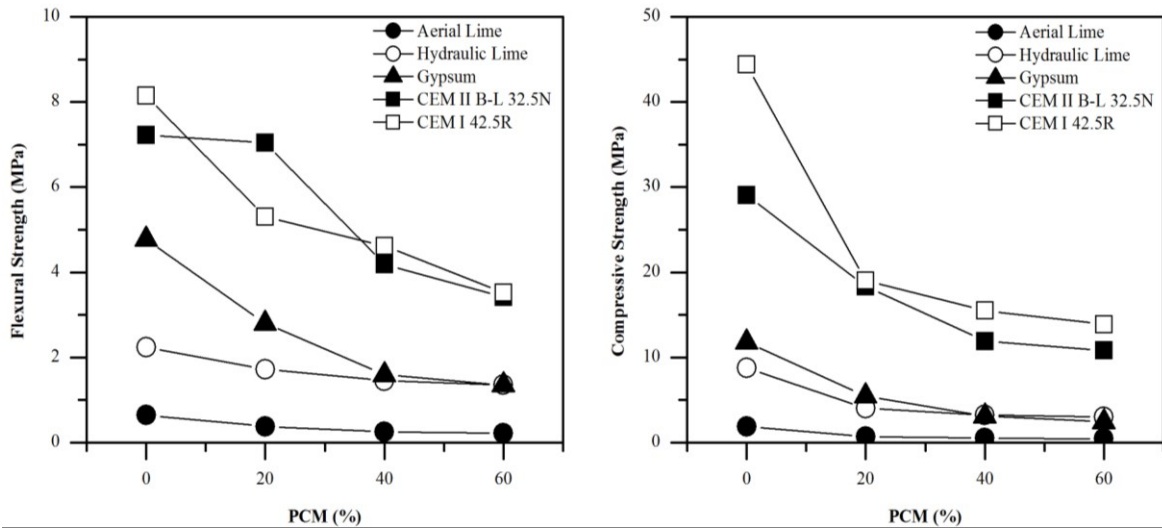 10
8
6
4
2
0
Flexural Strength (MPa)
Aerial Lime
Hydraulic Lime
Gypsum
CEM II B-L 32.5N
CEM I 42.5R
0 20 40 60
PCM (%)
50
40
30
20
10
0
Compressive Strength (MPa)
Aerial Lime
Hydraulic Lime
Gypsum
CEM II B-L 32.5N
CEM I 42.5R
0 20 40 60
PCM (%)